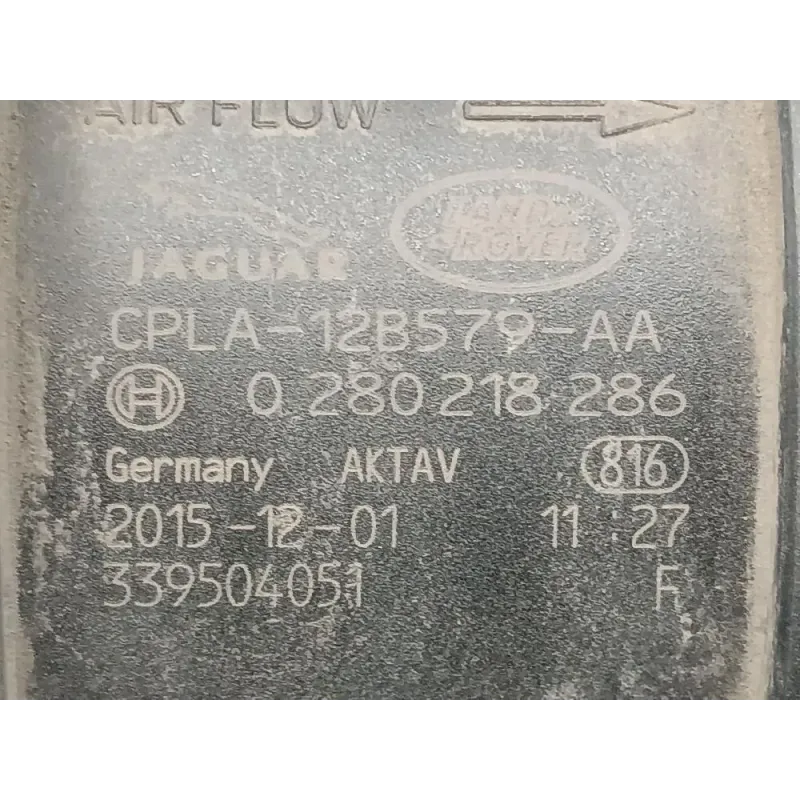 AIR FLOW
JAGUAR
LAND
ROVER
CPLA-12B579-AA
0 280 218 286
Germany AKTAV 816
2015-12-01 11:27
339504051 F